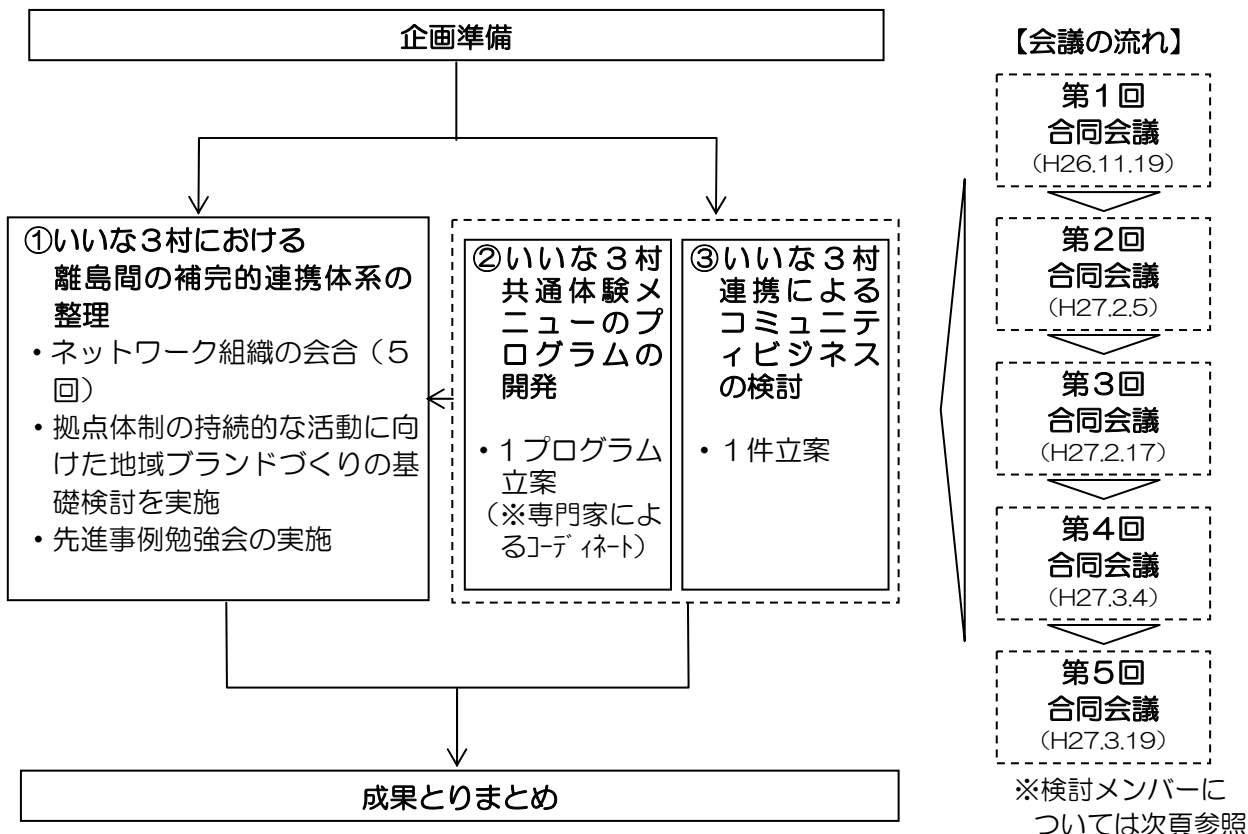 企画準備
①いいな３村における
離島間の補完的連携体系の
整理
・ネットワーク組織の会合（５
回）
・拠点体制の持続的な活動に向
けた地域ブランドづくりの基
礎検討を実施
・先進事例勉強会の実施
②いいな３村
共通体験メ
ニューのプ
ログラムの
開発
・１プログラム
立案
（※専門家によ
るｺｰﾃﾞｨﾈｰﾄ）
③いいな３村
連携による
コミュニテ
ィビジネス
の検討
・１件立案
成果とりまとめ
【会議の流れ】
第１回
合同会議
（H26.11.19）
第２回
合同会議
（H27.2.5）
第３回
合同会議
（H27.2.17）
第４回
合同会議
（H27.3.4）
第５回
合同会議
（H27.3.19）
※検討メンバーに
ついては次頁参照